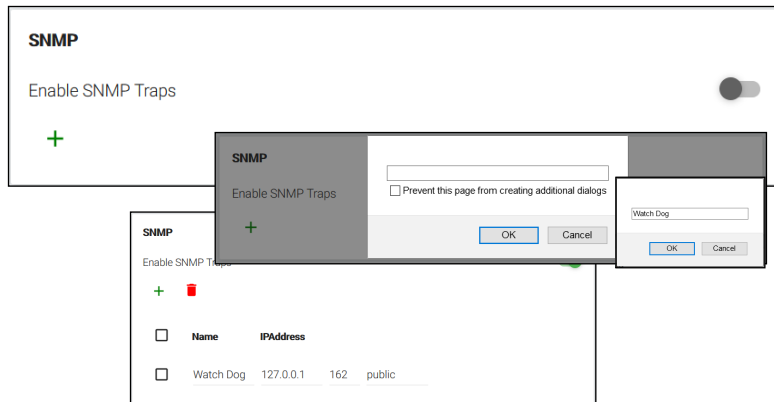 SNMP
Enable SNMP Traps
SNMP
Enable SNMP Traps
Prevent this page from creating additional dialogs
OK Cancel
Watch Dog
OK Cancel
SNMP
Enable SNMP Traps
Name IPAddress
Watch Dog 127.0.0.1 162 public